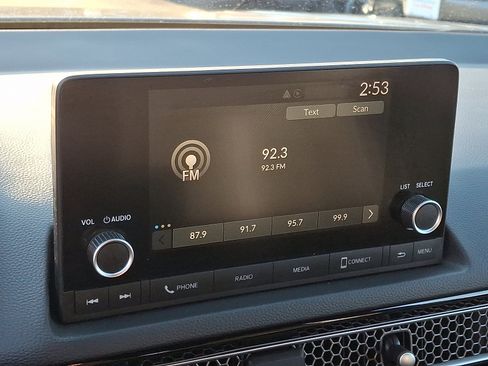 2:53
Text Scan
92.3
92.3 FM
FM
VOL AUDIO
LIST SELECT
87.9 91.7 95.7 99.9
PHONE RADIO MEDIA CONNECT MENU